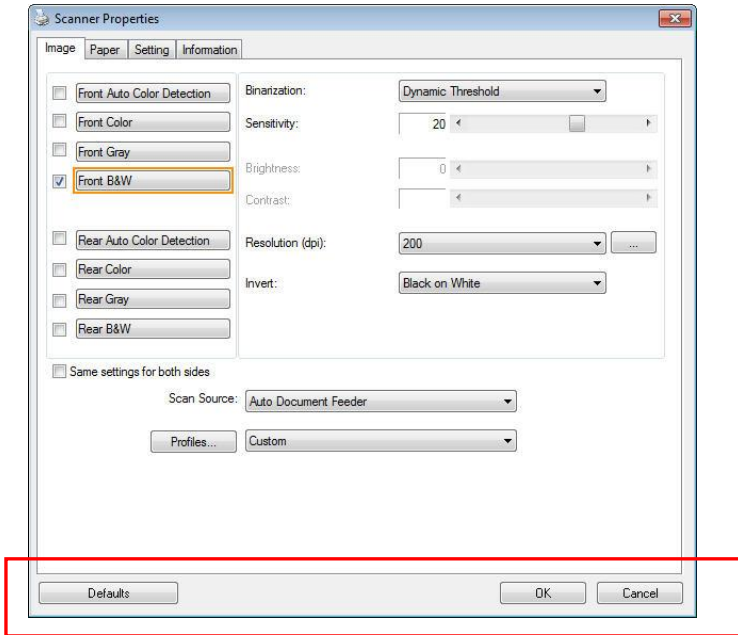 Scanner Properties
Image Paper Setting Information
Front Auto Color Detection
Front Color
Front Gray
Front B&W
Rear Auto Color Detection
Rear Color
Rear Gray
Rear B&W
Binarization: Dynamic Threshold
Sensitivity: 20
Brightness: 0
Contrast:
Resolution (dpi): 200 ...
Invert: Black on White
Same settings for both sides
Scan Source: Auto Document Feeder
Profiles... Custom
Defaults OK Cancel